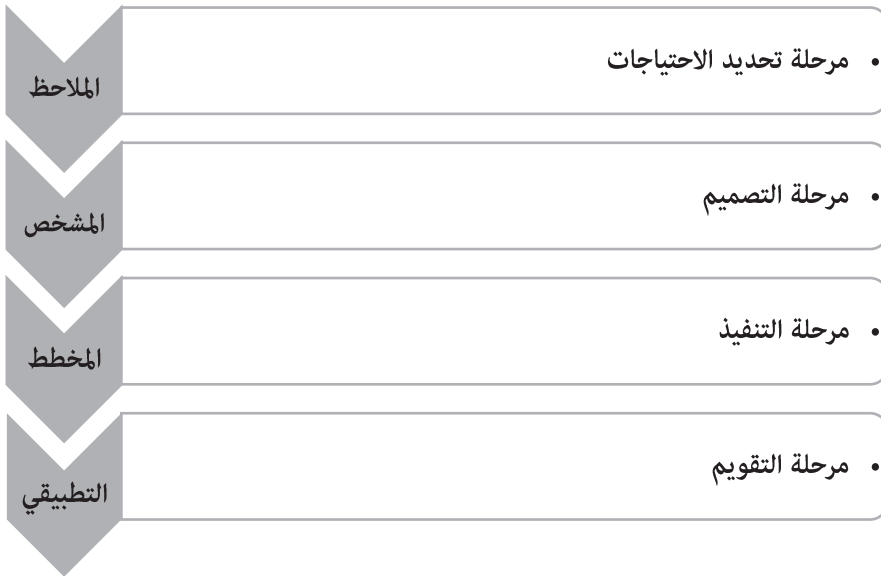 • مرحلة تحديد الاحتياجات
الملاحظ
• مرحلة التصميم
المشخص
• مرحلة التنفيذ
المخطط
• مرحلة التقويم
التطبيقي